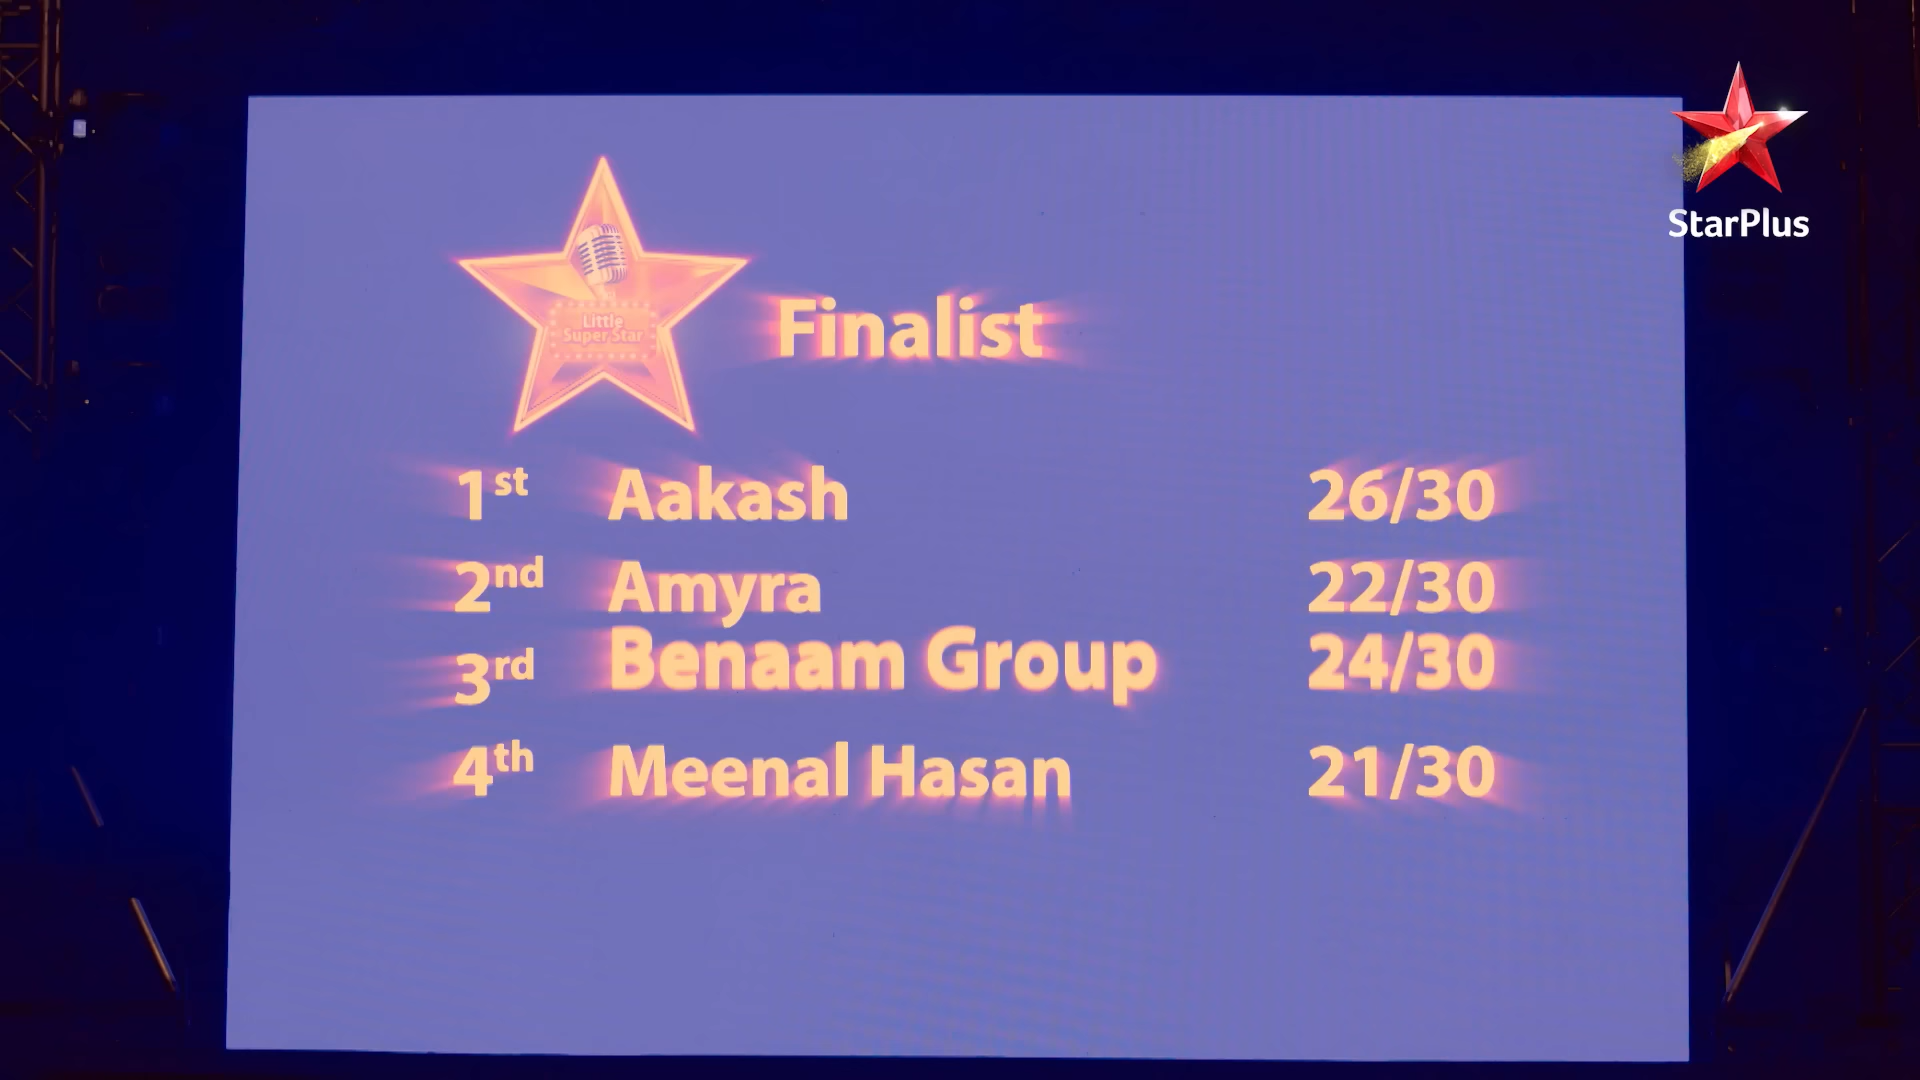 StarPlus
Little
Super Star
Finalist
1st Aakash 26/30
2nd Amyra 22/30
3rd Benaam Group 24/30
4th Meenal Hasan 21/30